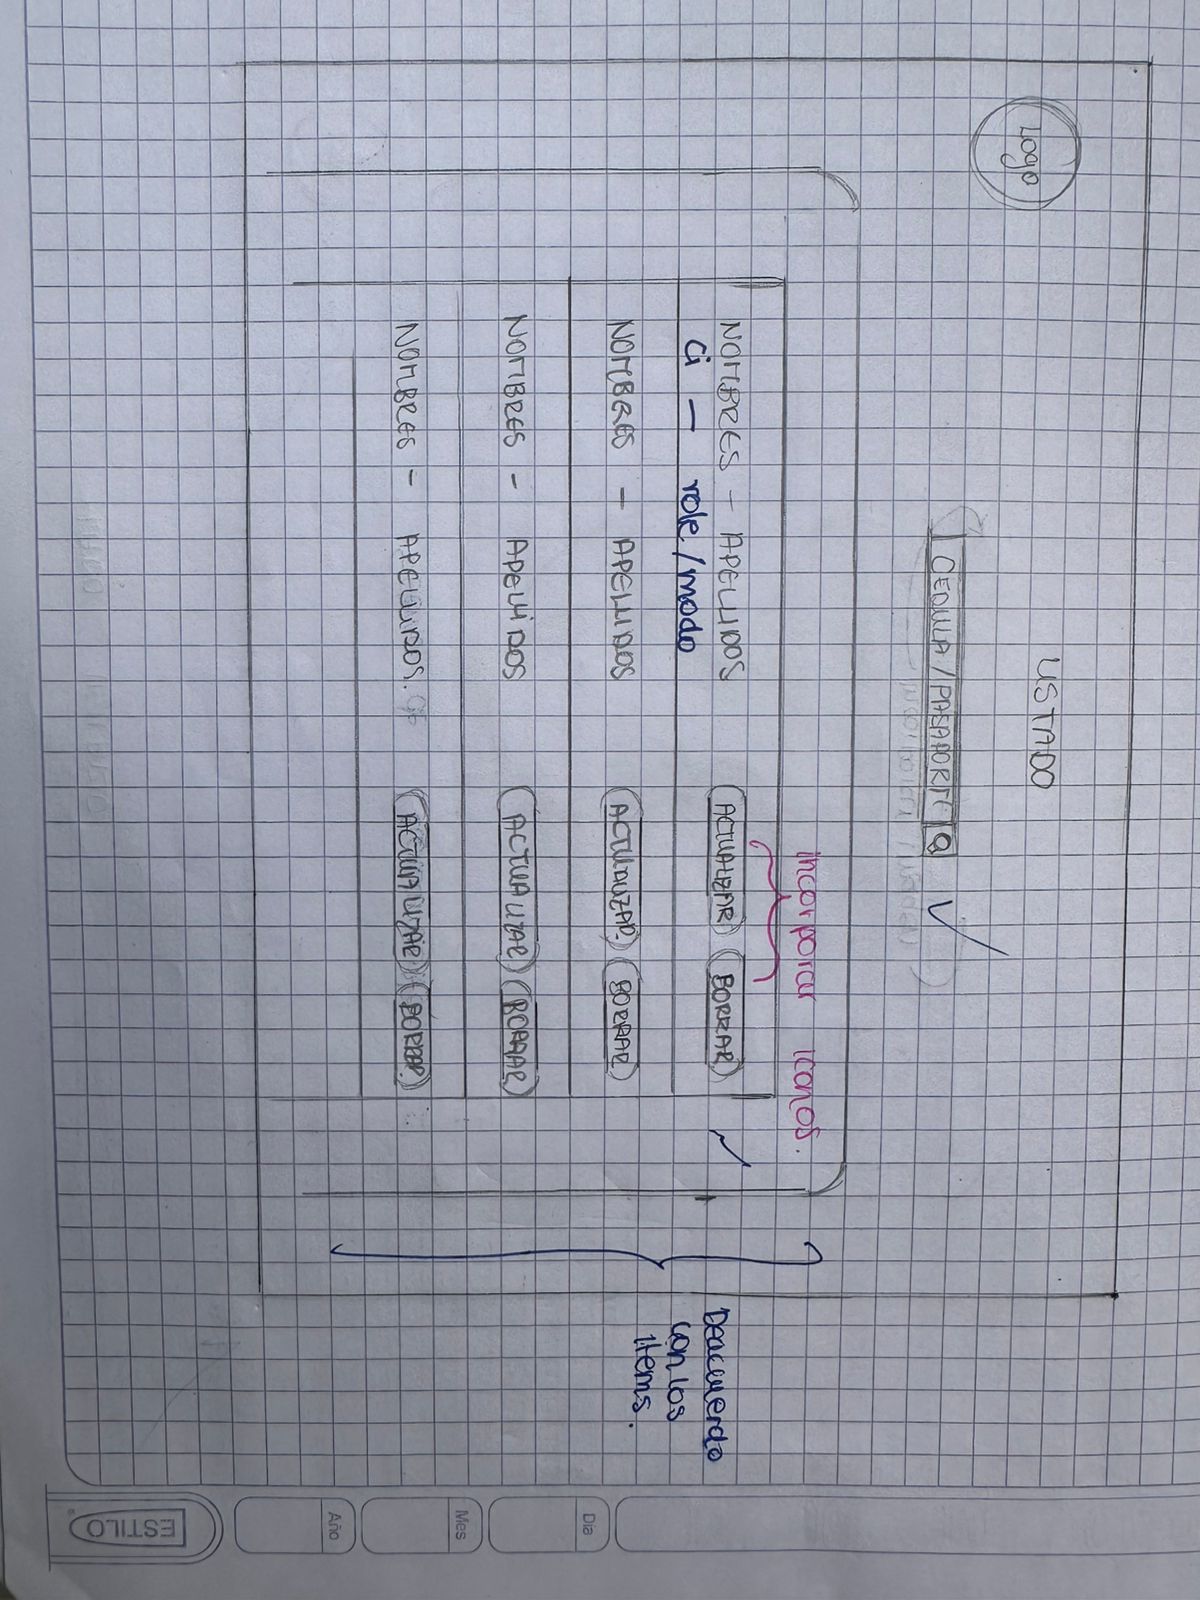 Logo
LISTADO
CEDULA / PASAPORTE
incorporar iconos.
NOMBRES - APELLIDOS ACTUALIZAR BORRAR
Ci — role/modo
NOMBRES - APELLIDOS ACTUALIZAR BORRAR
NOMBRES - APELLIDOS ACTUALIZAR BORRAR
NOMBRES - APELLIDOS. ACTUALIZAR BORRAR
Deacuerdo
con los
items.
Dia
Mes
Año
ESTILO